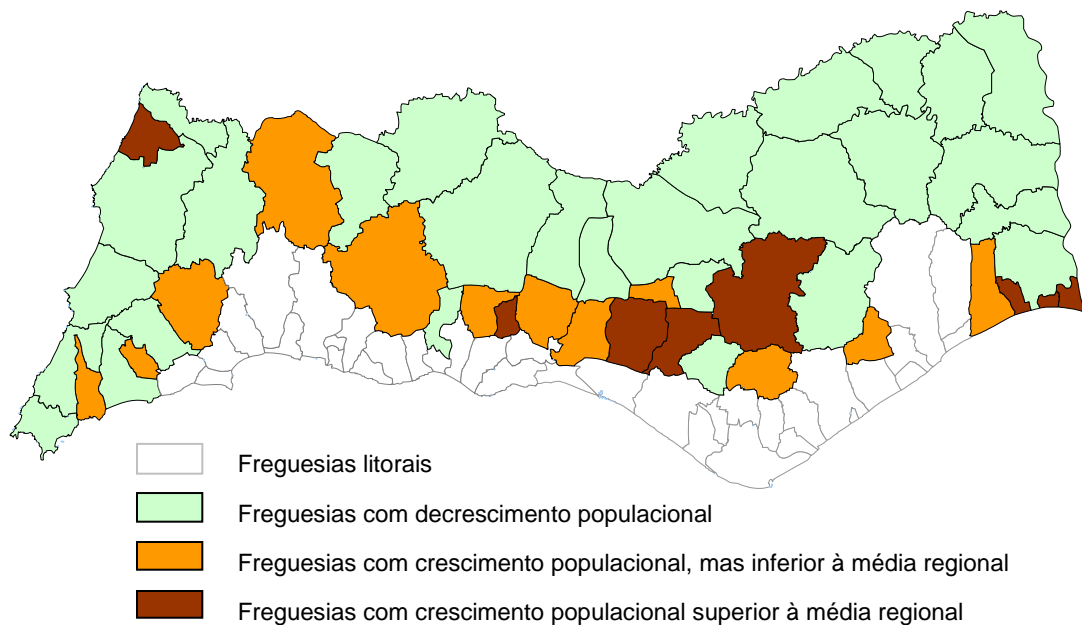 Freguesias litorais
Freguesias com decrescimento populacional
Freguesias com crescimento populacional, mas inferior à média regional
Freguesias com crescimento populacional superior à média regional